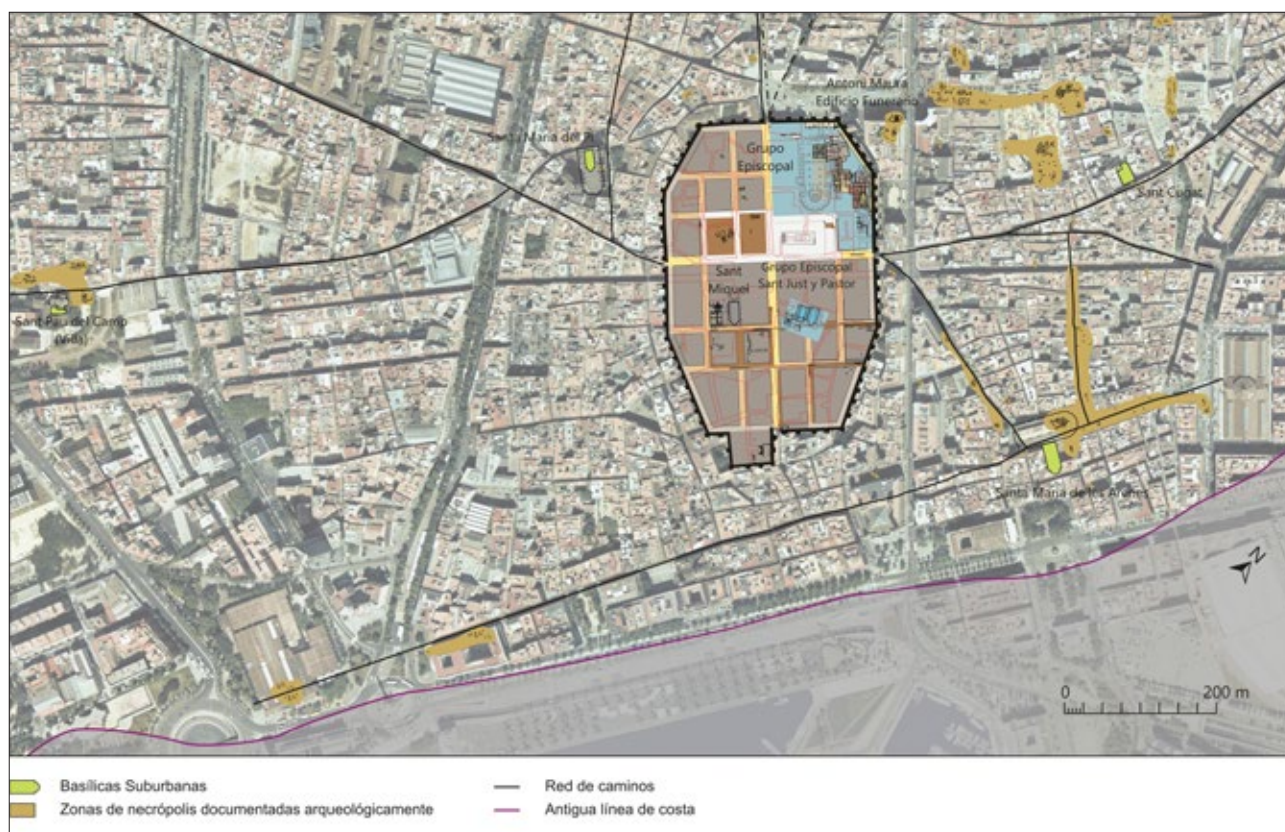 Antoni Maura
Edificio Funerario
Santa Maria del Pi
Grupo
Episcopal
Sant Cugat
Sant
Miquel
Grupo Episcopal
Sant Just y Pastor
Sant Pau del Camp
(Villa)
Santa Maria de les Arenes
N
0 200 m
Basílicas Suburbanas
Zonas de necrópolis documentadas arqueológicamente
Red de caminos
Antigua línea de costa